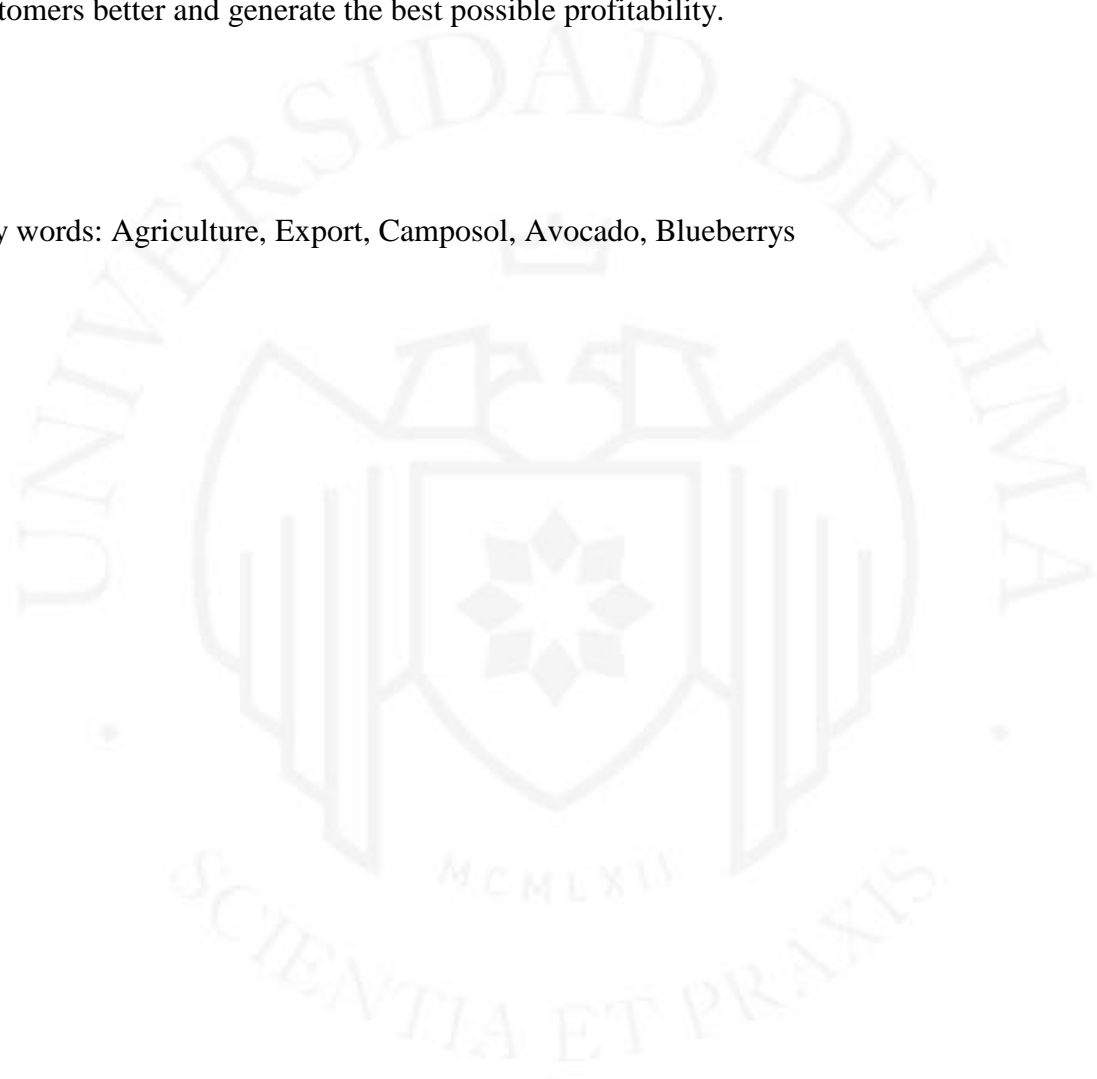 tomers better and generate the best possible profitability.
y words: Agriculture, Export, Camposol, Avocado, Blueberrys
UNIVERSIDAD DE LIMA
MCMLXII
SCIENTIA ET PRAXIS